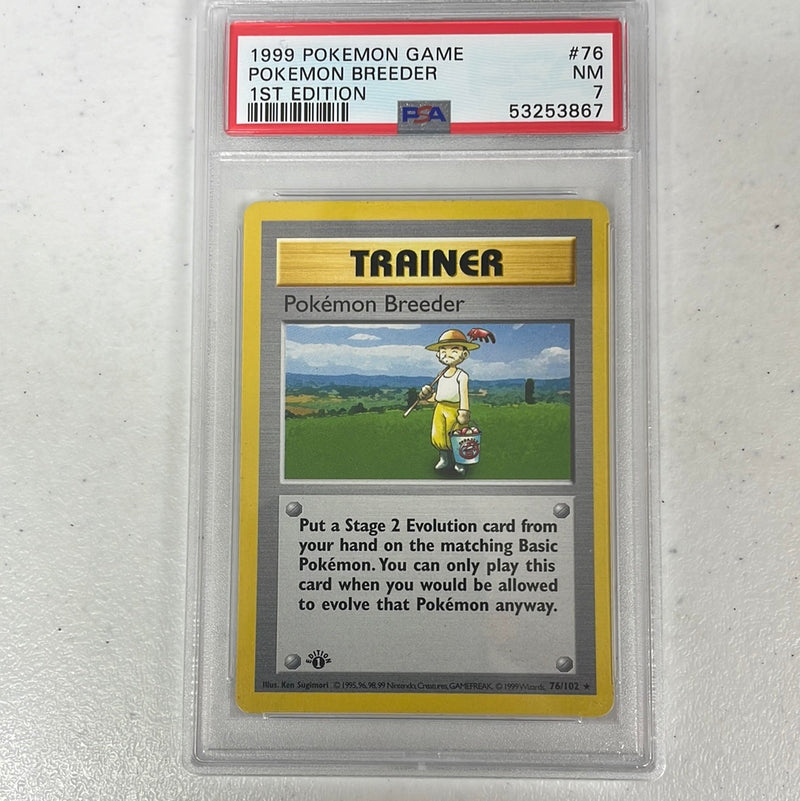 1999 POKEMON GAME #76
POKEMON BREEDER NM
1ST EDITION 7
PSA 53253867
TRAINER
Pokémon Breeder
Put a Stage 2 Evolution card from
your hand on the matching Basic
Pokémon. You can only play this
card when you would be allowed
to evolve that Pokémon anyway.
EDITION
1
Illus. Ken Sugimori © 1995, 96, 98, 99 Nintendo, Creatures, GAMEFREAK. © 1999 Wizards. 76/102 ★